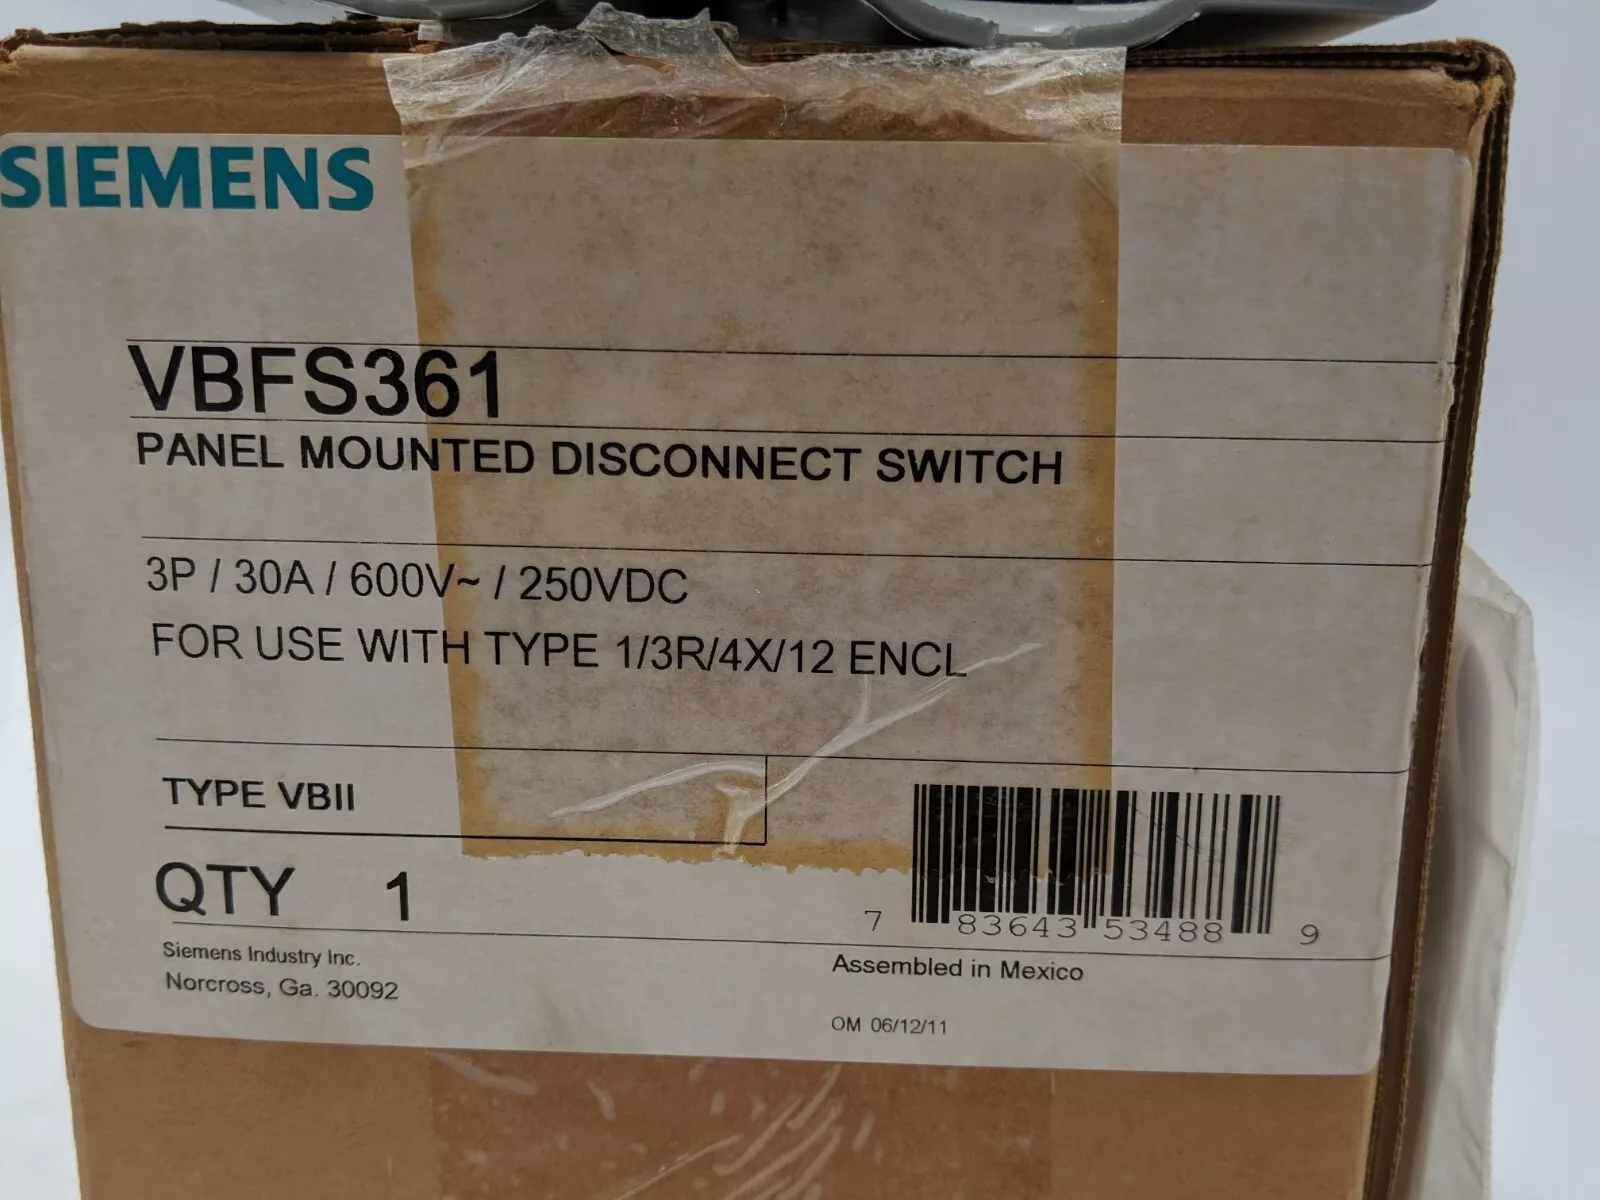 SIEMENS
VBFS361
PANEL MOUNTED DISCONNECT SWITCH
3P / 30A / 600V~ / 250VDC
FOR USE WITH TYPE 1/3R/4X/12 ENCL
TYPE VBII
QTY 1
7 83643 53488 9
Siemens Industry Inc.
Norcross, Ga. 30092
Assembled in Mexico
OM 06/12/11